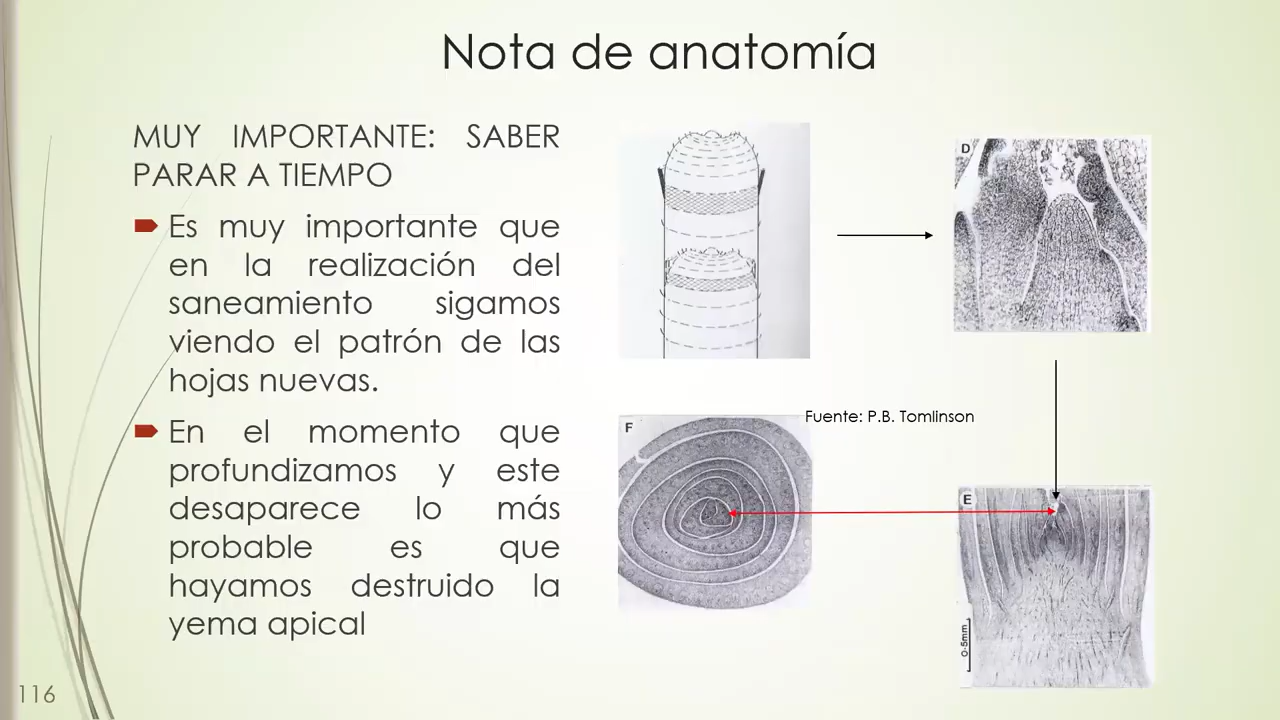 Nota de anatomía
MUY IMPORTANTE: SABER
PARAR A TIEMPO
Es muy importante que
en la realización del
saneamiento sigamos
viendo el patrón de las
hojas nuevas.
En el momento que
profundizamos y este
desaparece lo más
probable es que
hayamos destruido la
yema apical
D
Fuente: P.B. Tomlinson
F
E
0·5mm
116